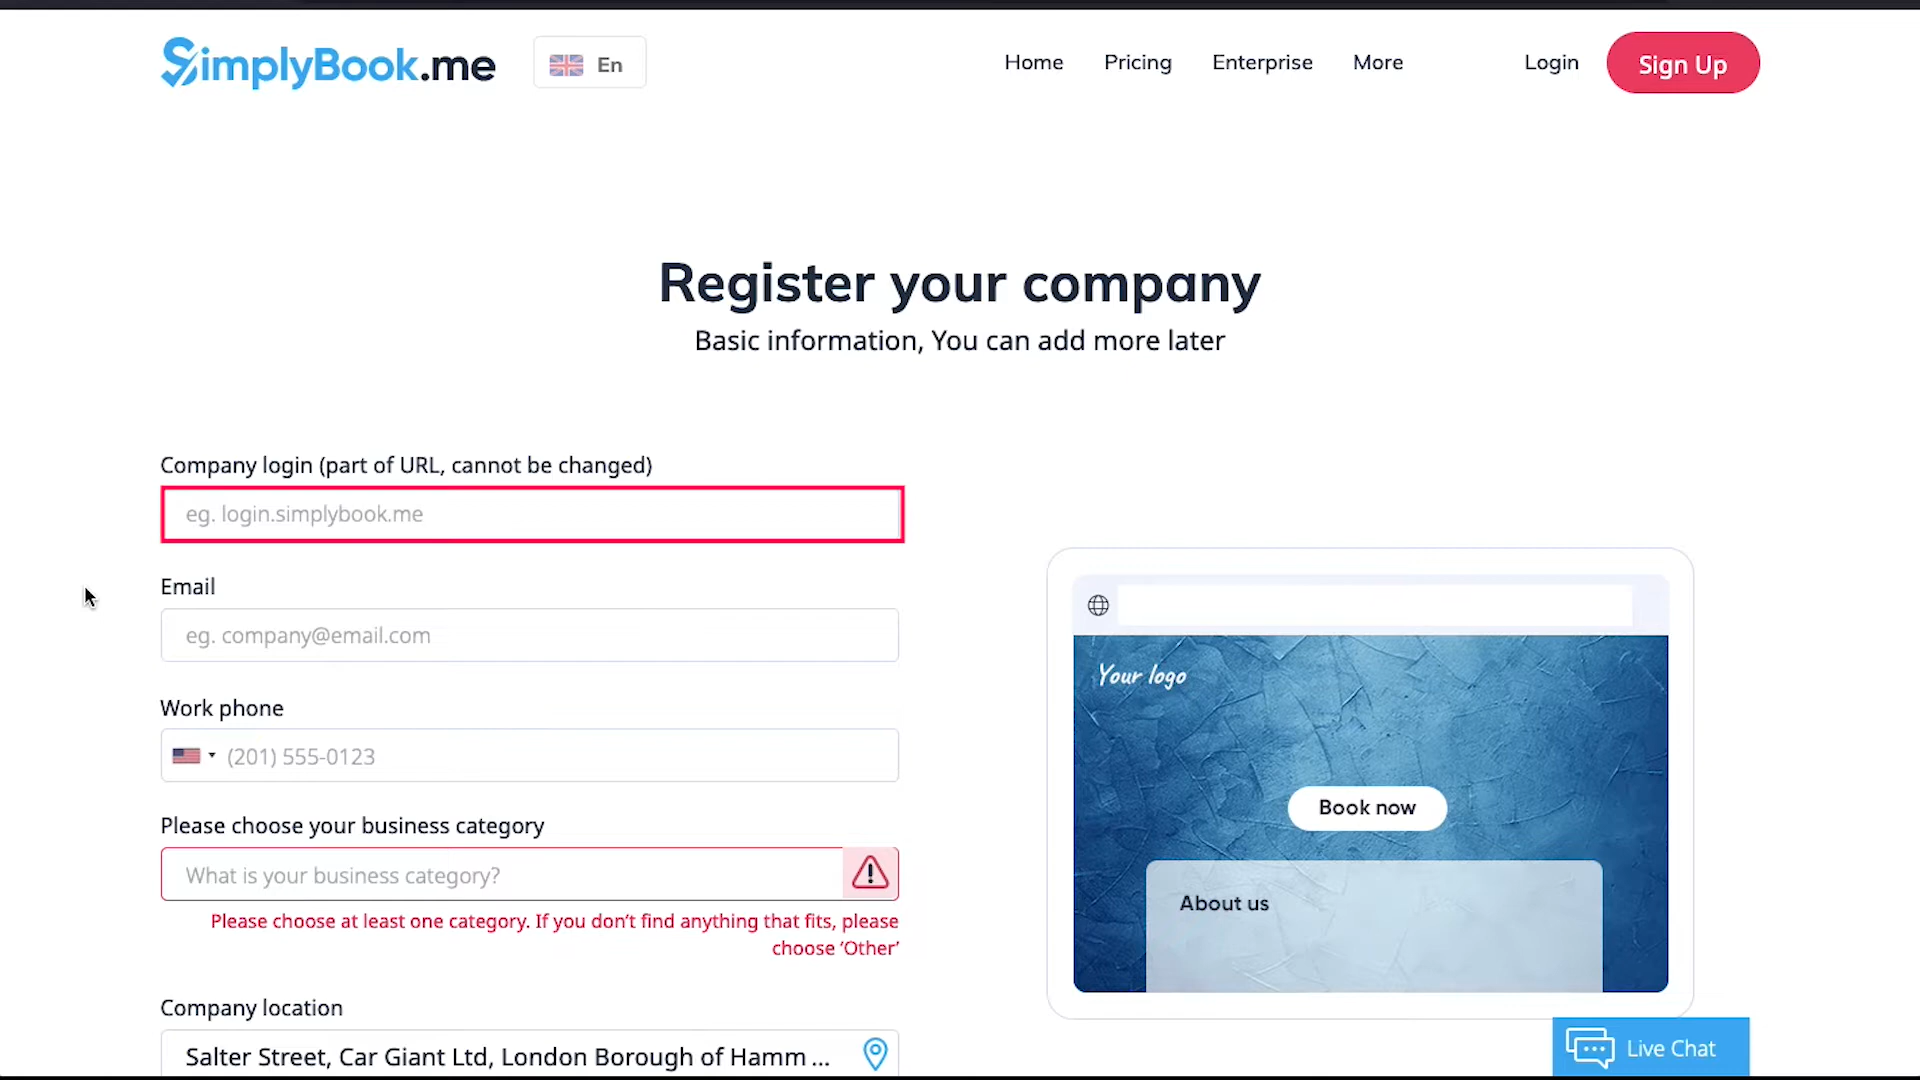 SimplyBook.me
En
Home
Pricing
Enterprise
More
Login
Sign Up
Register your company
Basic information, You can add more later
Company login (part of URL, cannot be changed)
eg. login.simplybook.me
Email
eg. company@email.com
Work phone
(201) 555-0123
Please choose your business category
What is your business category?
Please choose at least one category. If you don’t find anything that fits, please
choose ‘Other’
Company location
Salter Street, Car Giant Ltd, London Borough of Hamm ...
Your logo
Book now
About us
Live Chat